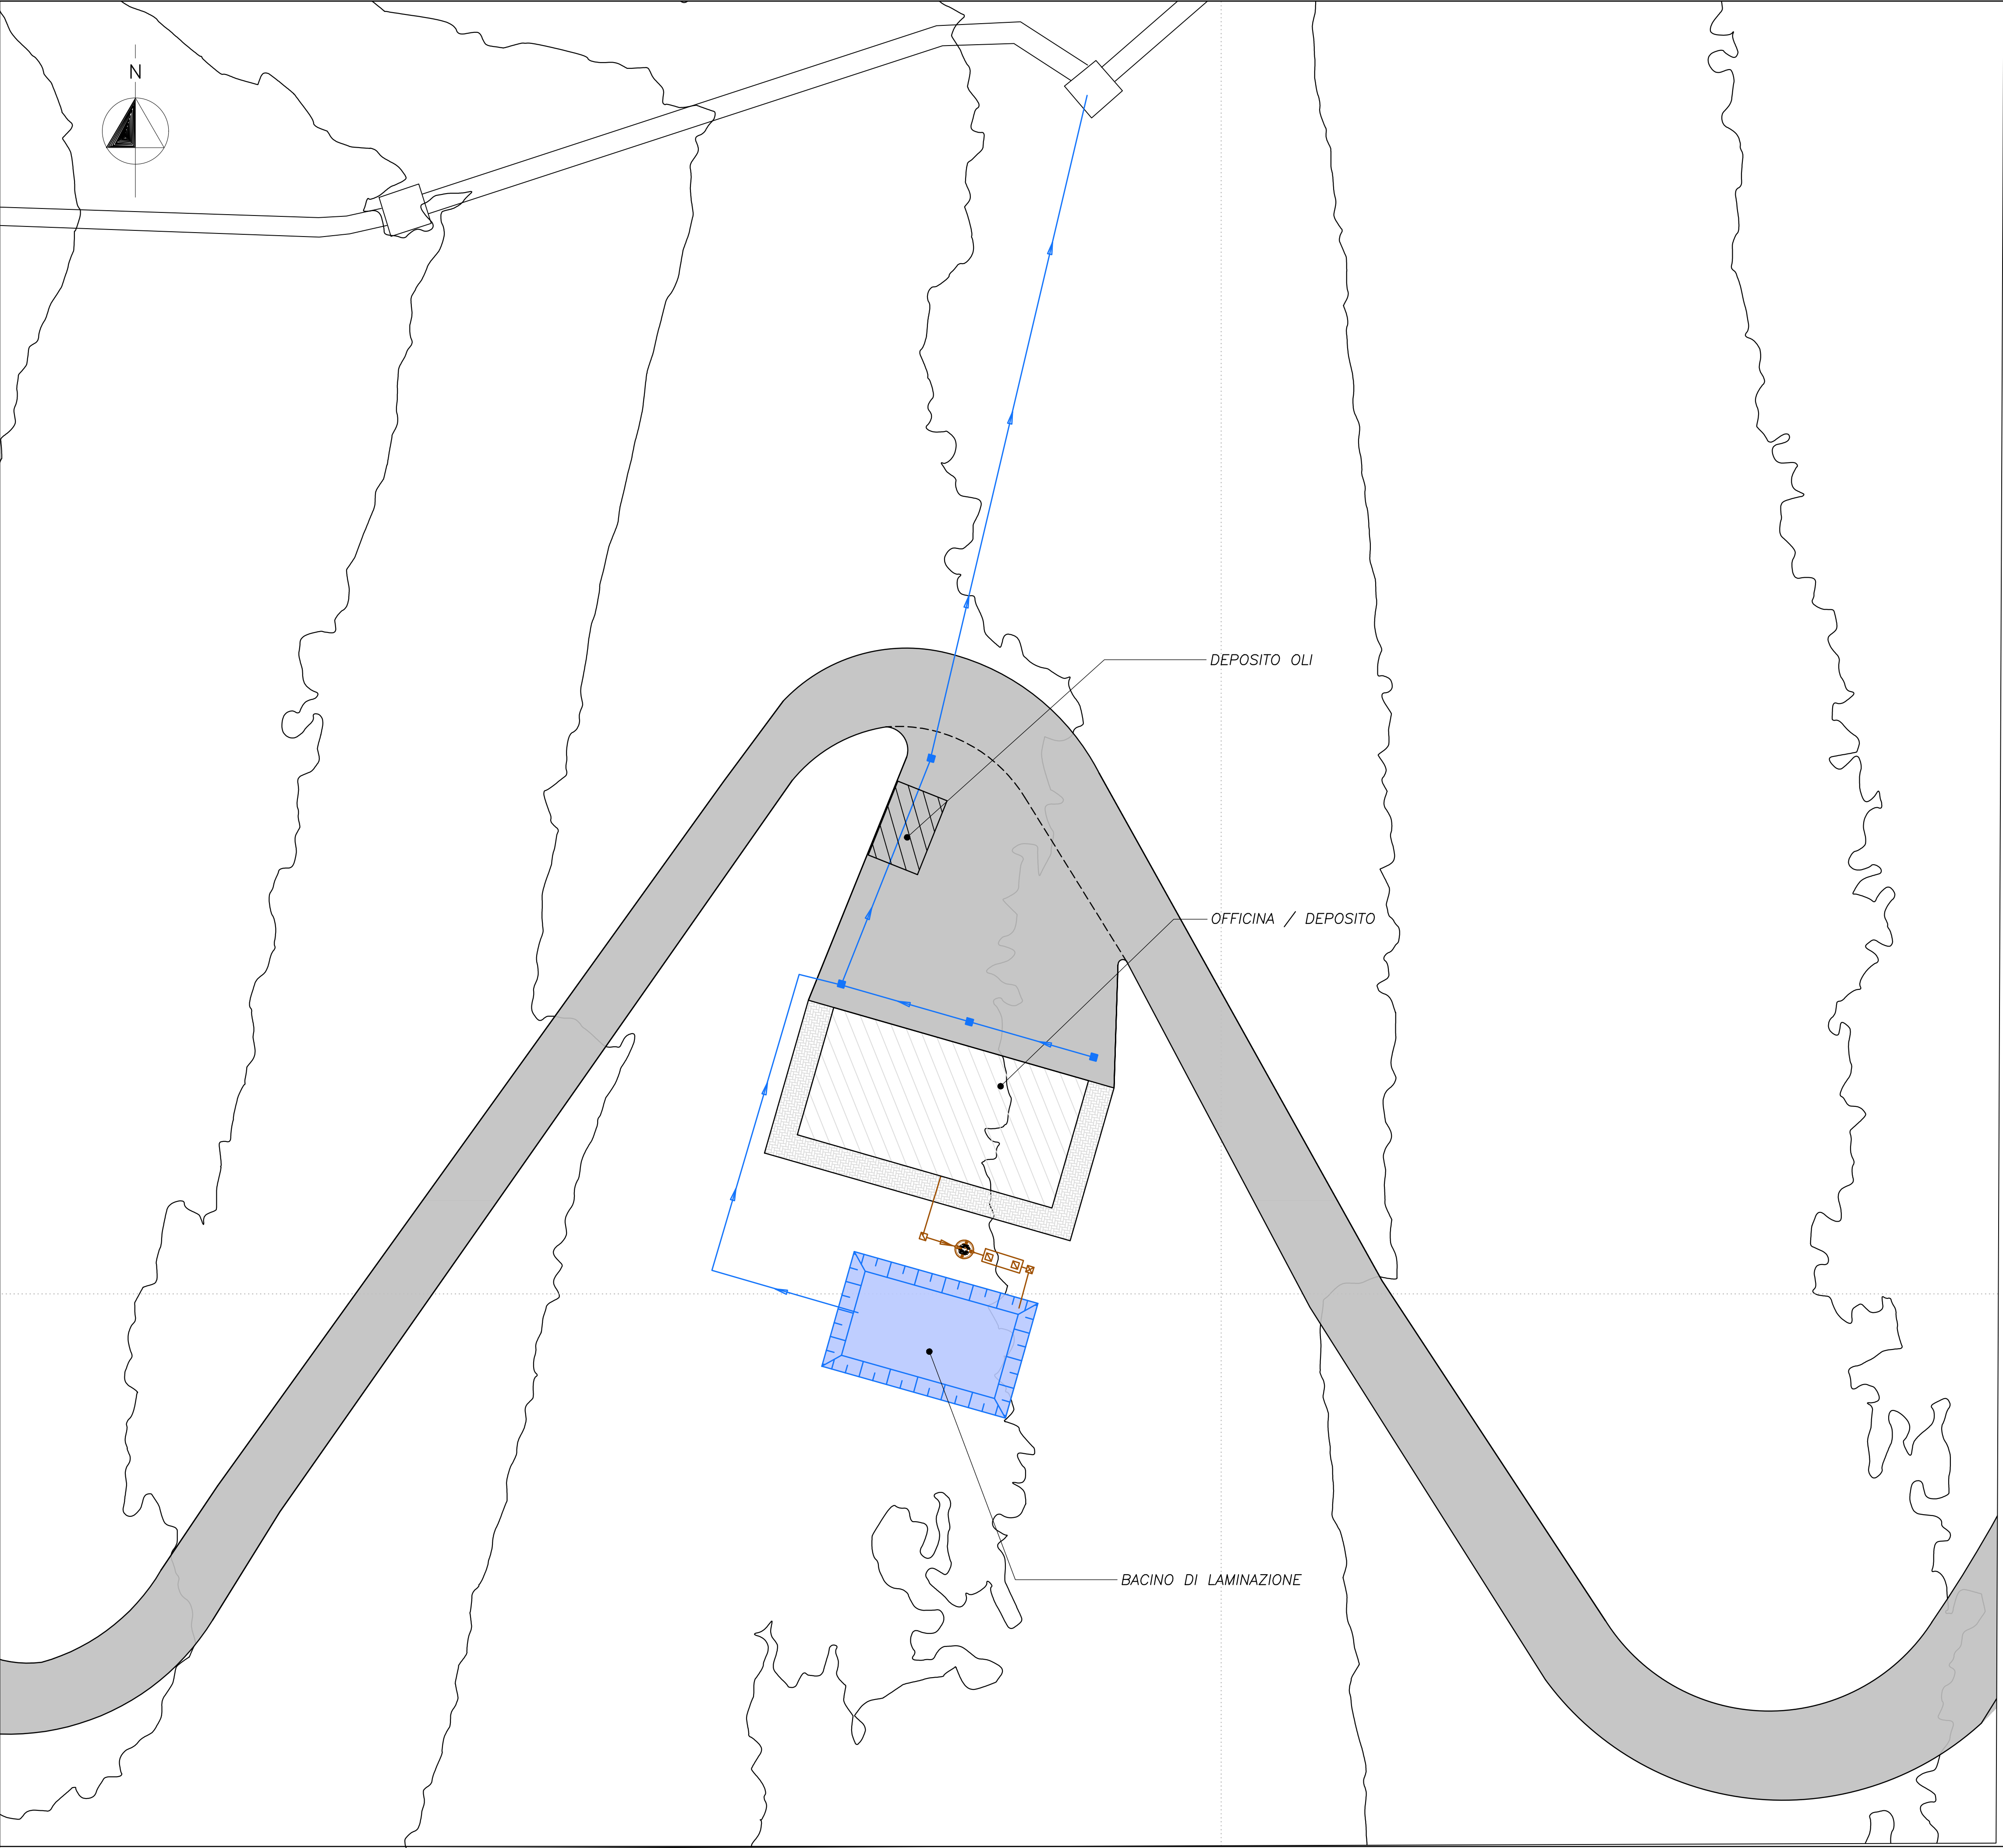 N
DEPOSITO OLI
OFFICINA / DEPOSITO
BACINO DI LAMINAZIONE